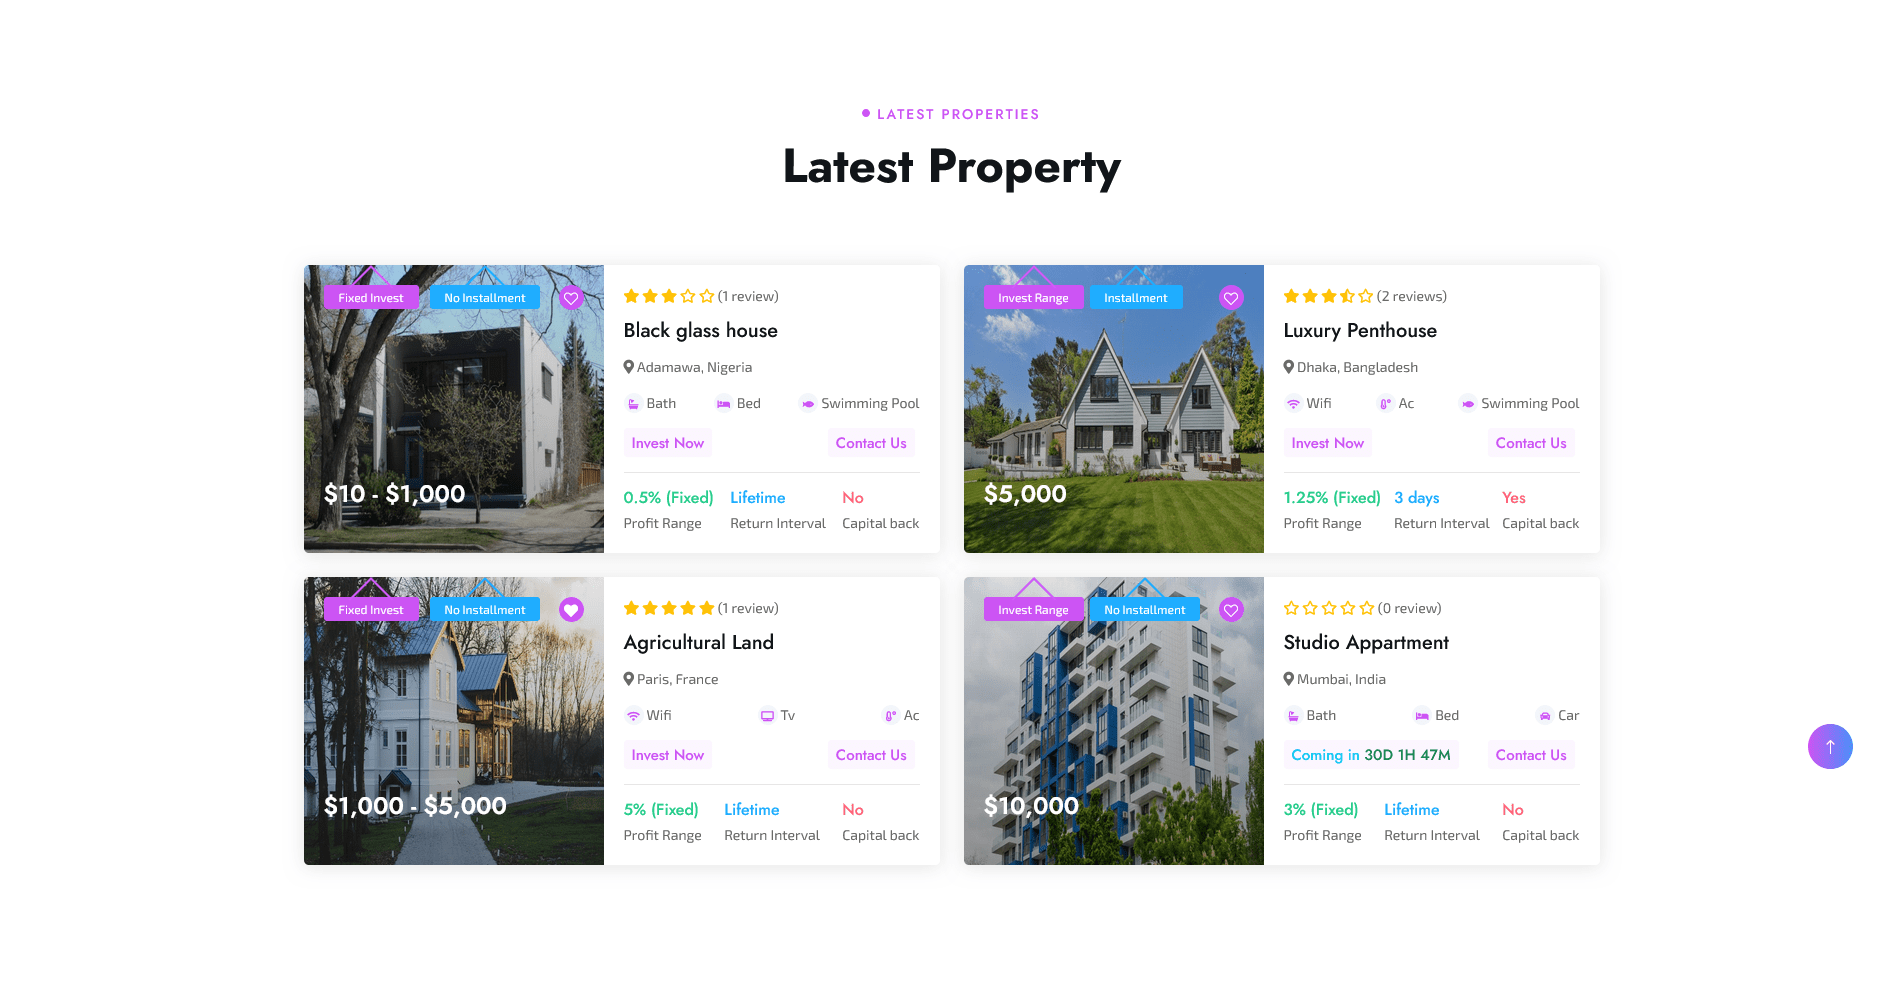 LATEST PROPERTIES
Latest Property
Fixed Invest
No Installment
$10 - $1,000
(1 review)
Black glass house
Adamawa, Nigeria
Bath Bed Swimming Pool
Invest Now Contact Us
0.5% (Fixed) Lifetime No
Profit Range Return Interval Capital back
Invest Range
Installment
$5,000
(2 reviews)
Luxury Penthouse
Dhaka, Bangladesh
Wifi Ac Swimming Pool
Invest Now Contact Us
1.25% (Fixed) 3 days Yes
Profit Range Return Interval Capital back
Fixed Invest
No Installment
$1,000 - $5,000
(1 review)
Agricultural Land
Paris, France
Wifi Tv Ac
Invest Now Contact Us
5% (Fixed) Lifetime No
Profit Range Return Interval Capital back
Invest Range
No Installment
$10,000
(0 review)
Studio Appartment
Mumbai, India
Bath Bed Car
Coming in 30D 1H 47M Contact Us
3% (Fixed) Lifetime No
Profit Range Return Interval Capital back